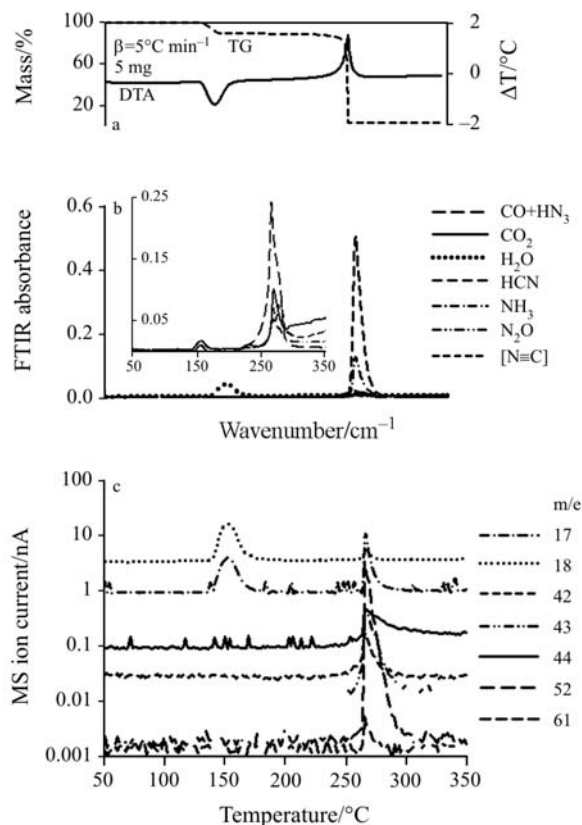 100
80
60
40
20
Mass/%
β=5°C min⁻¹
5 mg
TG
DTA
a
2
0
−2
ΔT/°C
0.6
0.4
0.2
0.0
FTIR absorbance
b
0.25
0.15
0.05
50 150 250 350
Wavenumber/cm⁻¹
CO+HN₃
CO₂
H₂O
HCN
NH₃
N₂O
[N≡C]
100
10
1
0.1
0.01
0.001
MS ion current/nA
c
50 100 150 200 250 300 350
Temperature/°C
m/e
17
18
42
43
44
52
61